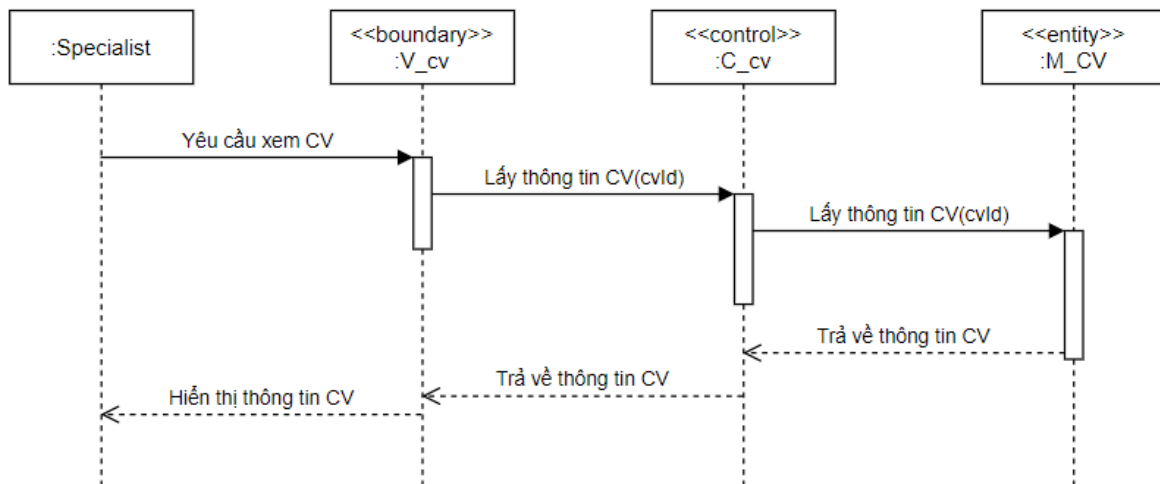 :Specialist
<<boundary>>
:V_cv
<<control>>
:C_cv
<<entity>>
:M_CV
Yêu cầu xem CV
Lấy thông tin CV(cvId)
Lấy thông tin CV(cvId)
Trả về thông tin CV
Trả về thông tin CV
Hiển thị thông tin CV